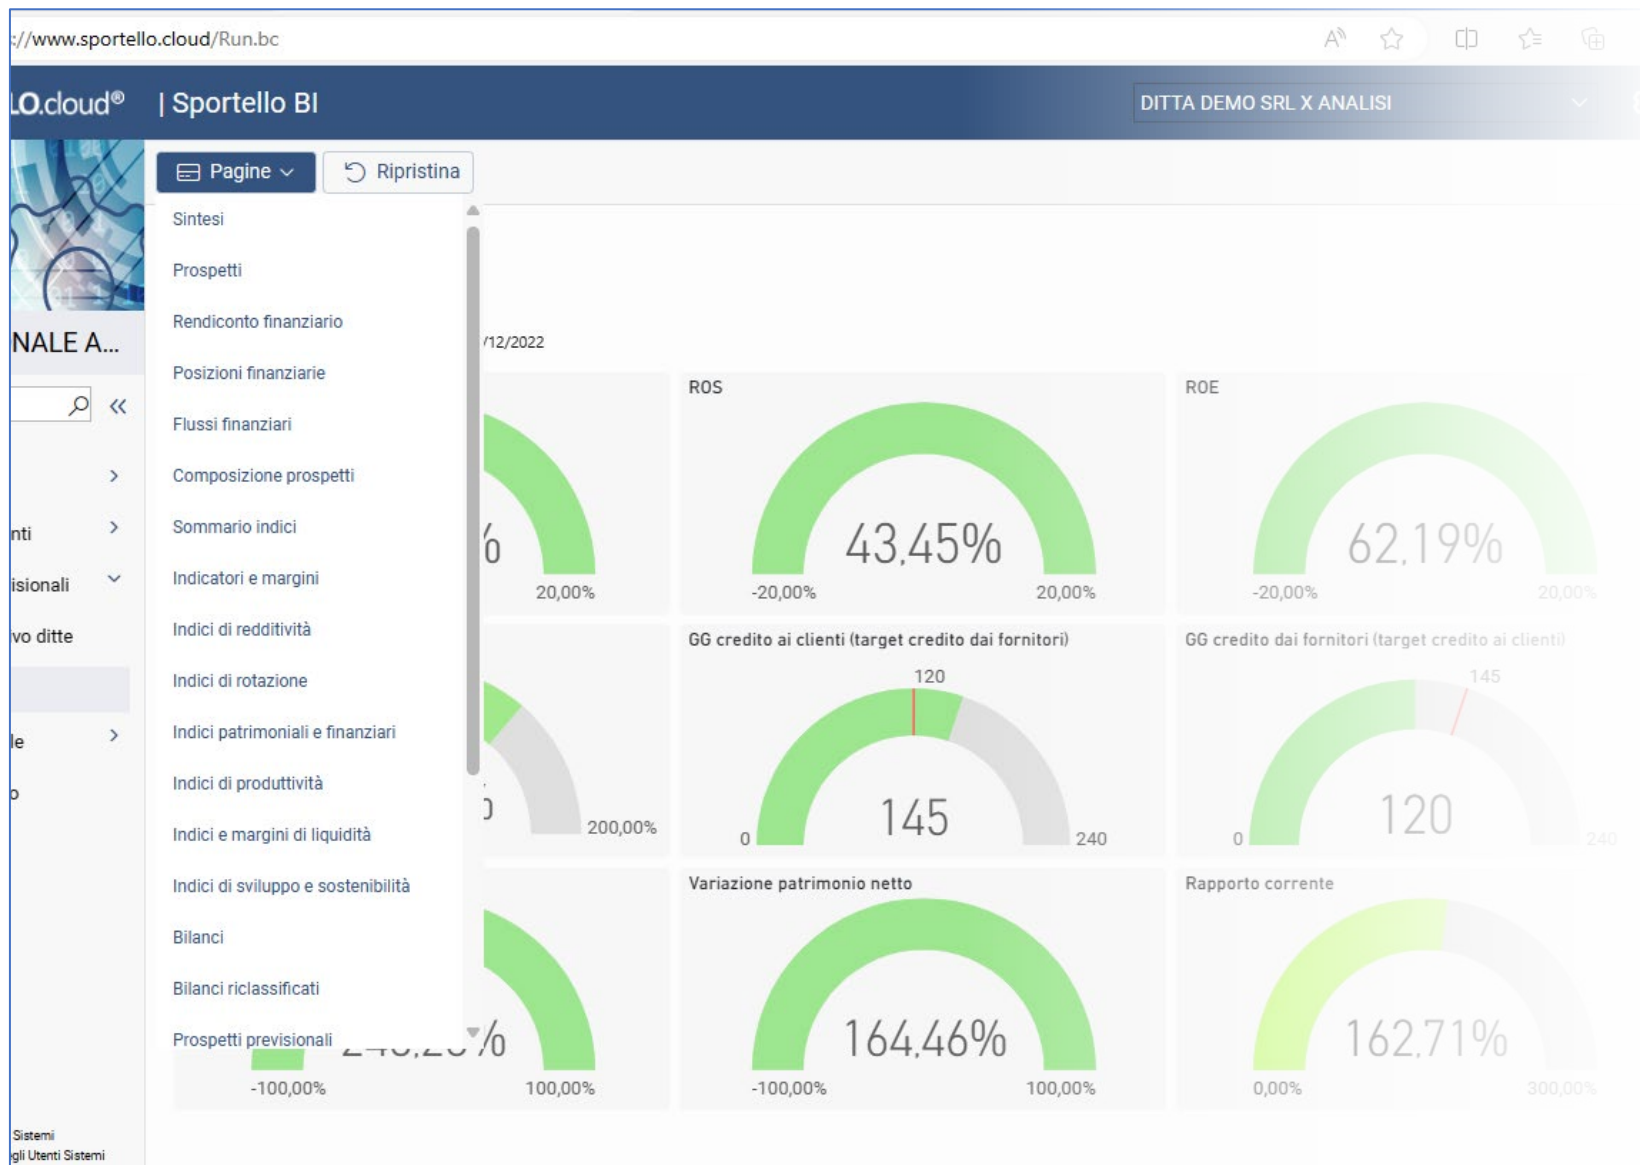 ://www.sportello.cloud/Run.bc
LO.cloud® | Sportello BI
DITTA DEMO SRL X ANALISI
Pagine
Ripristina
Sintesi
Prospetti
Rendiconto finanziario
Posizioni finanziarie
Flussi finanziari
Composizione prospetti
Sommario indici
Indicatori e margini
Indici di redditività
Indici di rotazione
Indici patrimoniali e finanziari
Indici di produttività
Indici e margini di liquidità
Indici di sviluppo e sostenibilità
Bilanci
Bilanci riclassificati
Prospetti previsionali
NALE A...
nti
isionali
vo ditte
le
o
Sistemi
gli Utenti Sistemi
/12/2022
%
20,00%
ROS
43,45%
-20,00%
20,00%
ROE
62,19%
-20,00%
20,00%
200,00%
GG credito ai clienti (target credito dai fornitori)
120
145
0
240
GG credito dai fornitori (target credito ai clienti)
145
120
0
240
%
-100,00%
100,00%
Variazione patrimonio netto
164,46%
-100,00%
100,00%
Rapporto corrente
162,71%
0,00%
300,00%